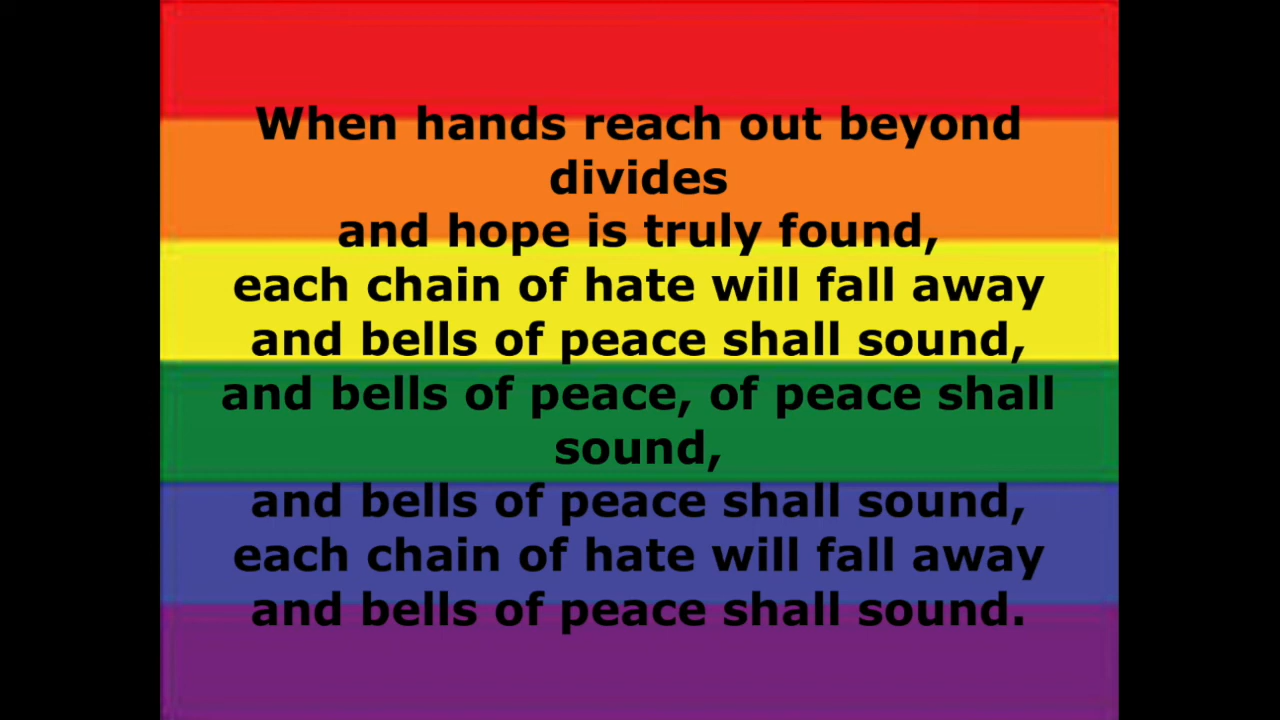 When hands reach out beyond
divides
and hope is truly found,
each chain of hate will fall away
and bells of peace shall sound,
and bells of peace, of peace shall
sound,
and bells of peace shall sound,
each chain of hate will fall away
and bells of peace shall sound.